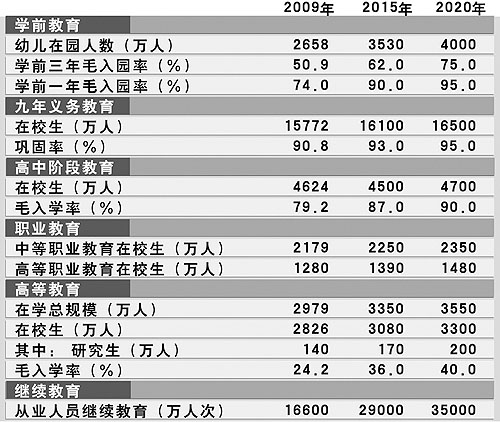 2009年 2015年 2020年
学前教育
幼儿在园人数（万人） 2658 3530 4000
学前三年毛入园率（%） 50.9 62.0 75.0
学前一年毛入园率（%） 74.0 90.0 95.0
九年义务教育
在校生（万人） 15772 16100 16500
巩固率（%） 90.8 93.0 95.0
高中阶段教育
在校生（万人） 4624 4500 4700
毛入学率（%） 79.2 87.0 90.0
职业教育
中等职业教育在校生（万人） 2179 2250 2350
高等职业教育在校生（万人） 1280 1390 1480
高等教育
在学总规模（万人） 2979 3350 3550
在校生（万人） 2826 3080 3300
其中： 研究生（万人） 140 170 200
毛入学率（%） 24.2 36.0 40.0
继续教育
从业人员继续教育（万人次） 16600 29000 35000